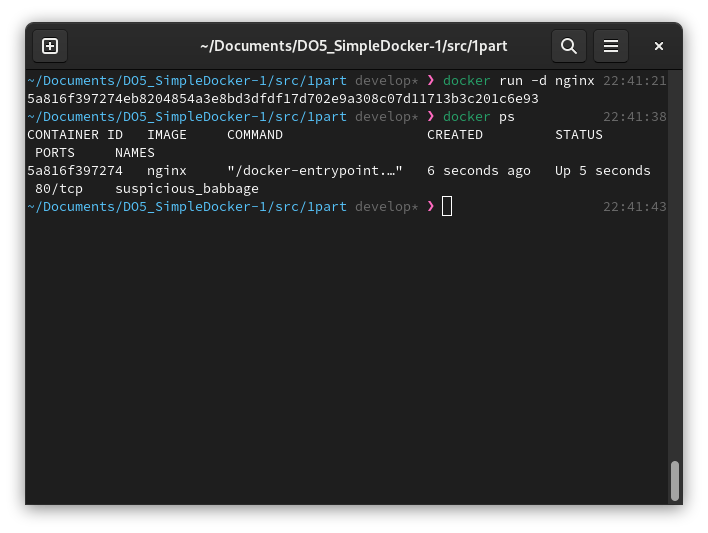 ~/Documents/DO5_SimpleDocker-1/src/1part
~/Documents/DO5_SimpleDocker-1/src/1part develop* ❯ docker run -d nginx 22:41:21
5a816f397274eb8204854a3e8bd3dfdf17d702e9a308c07d11713b3c201c6e93
~/Documents/DO5_SimpleDocker-1/src/1part develop* ❯ docker ps 22:41:38
CONTAINER ID   IMAGE     COMMAND                  CREATED         STATUS
 PORTS     NAMES
5a816f397274   nginx     "/docker-entrypoint.…"   6 seconds ago   Up 5 seconds
 80/tcp    suspicious_babbage
~/Documents/DO5_SimpleDocker-1/src/1part develop* ❯ 22:41:43